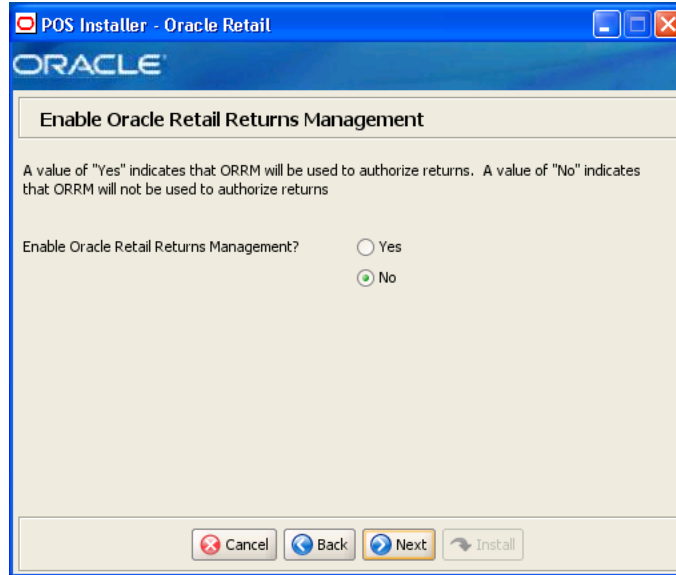 POS Installer - Oracle Retail
ORACLE
Enable Oracle Retail Returns Management
A value of "Yes" indicates that ORRM will be used to authorize returns. A value of "No" indicates
that ORRM will not be used to authorize returns
Enable Oracle Retail Returns Management?
Yes
No
Cancel
Back
Next
Install